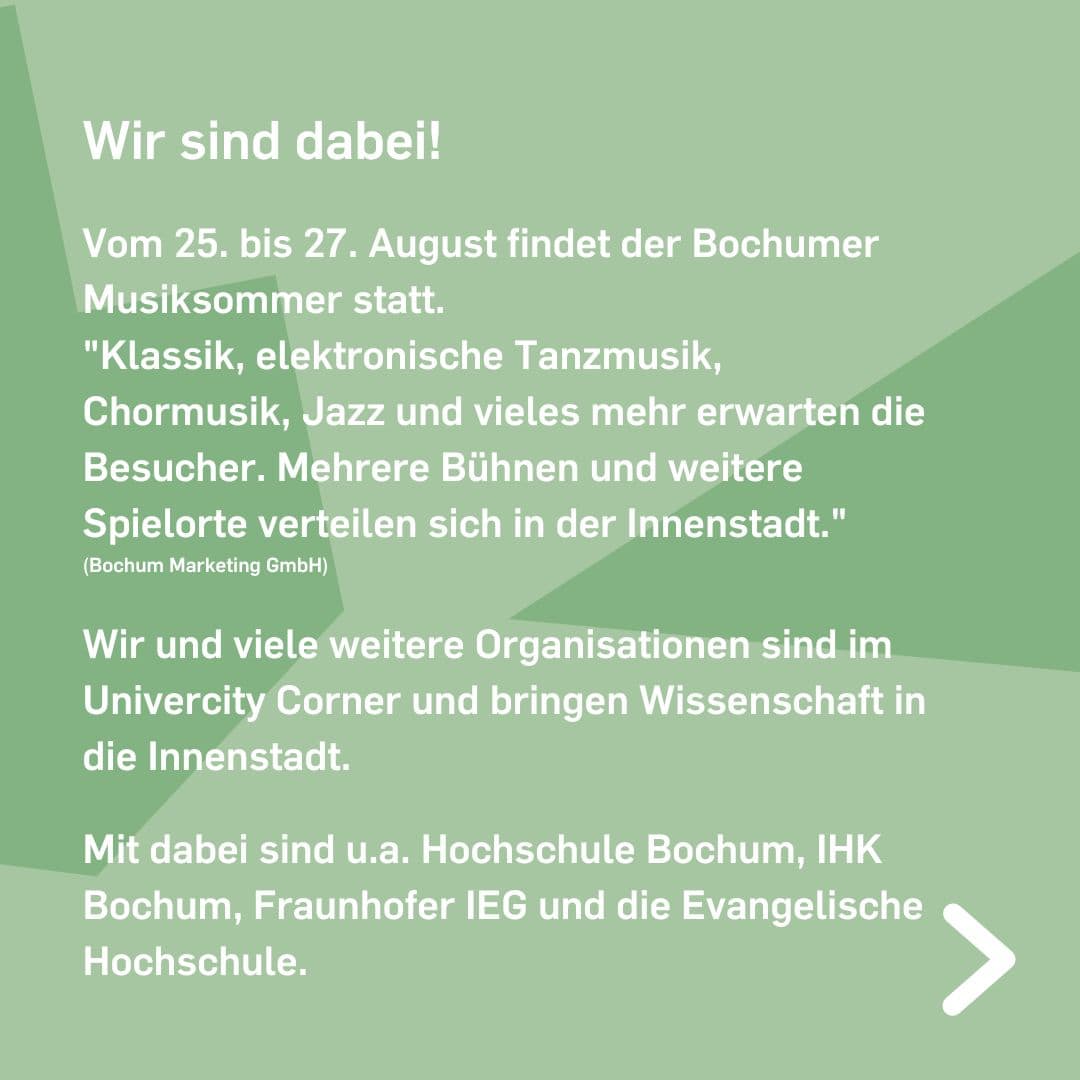 Wir sind dabei!
Vom 25. bis 27. August findet der Bochumer
Musiksommer statt.
"Klassik, elektronische Tanzmusik,
Chormusik, Jazz und vieles mehr erwarten die
Besucher. Mehrere Bühnen und weitere
Spielorte verteilen sich in der Innenstadt."
(Bochum Marketing GmbH)
Wir und viele weitere Organisationen sind im
Univercity Corner und bringen Wissenschaft in
die Innenstadt.
Mit dabei sind u.a. Hochschule Bochum, IHK
Bochum, Fraunhofer IEG und die Evangelische
Hochschule.